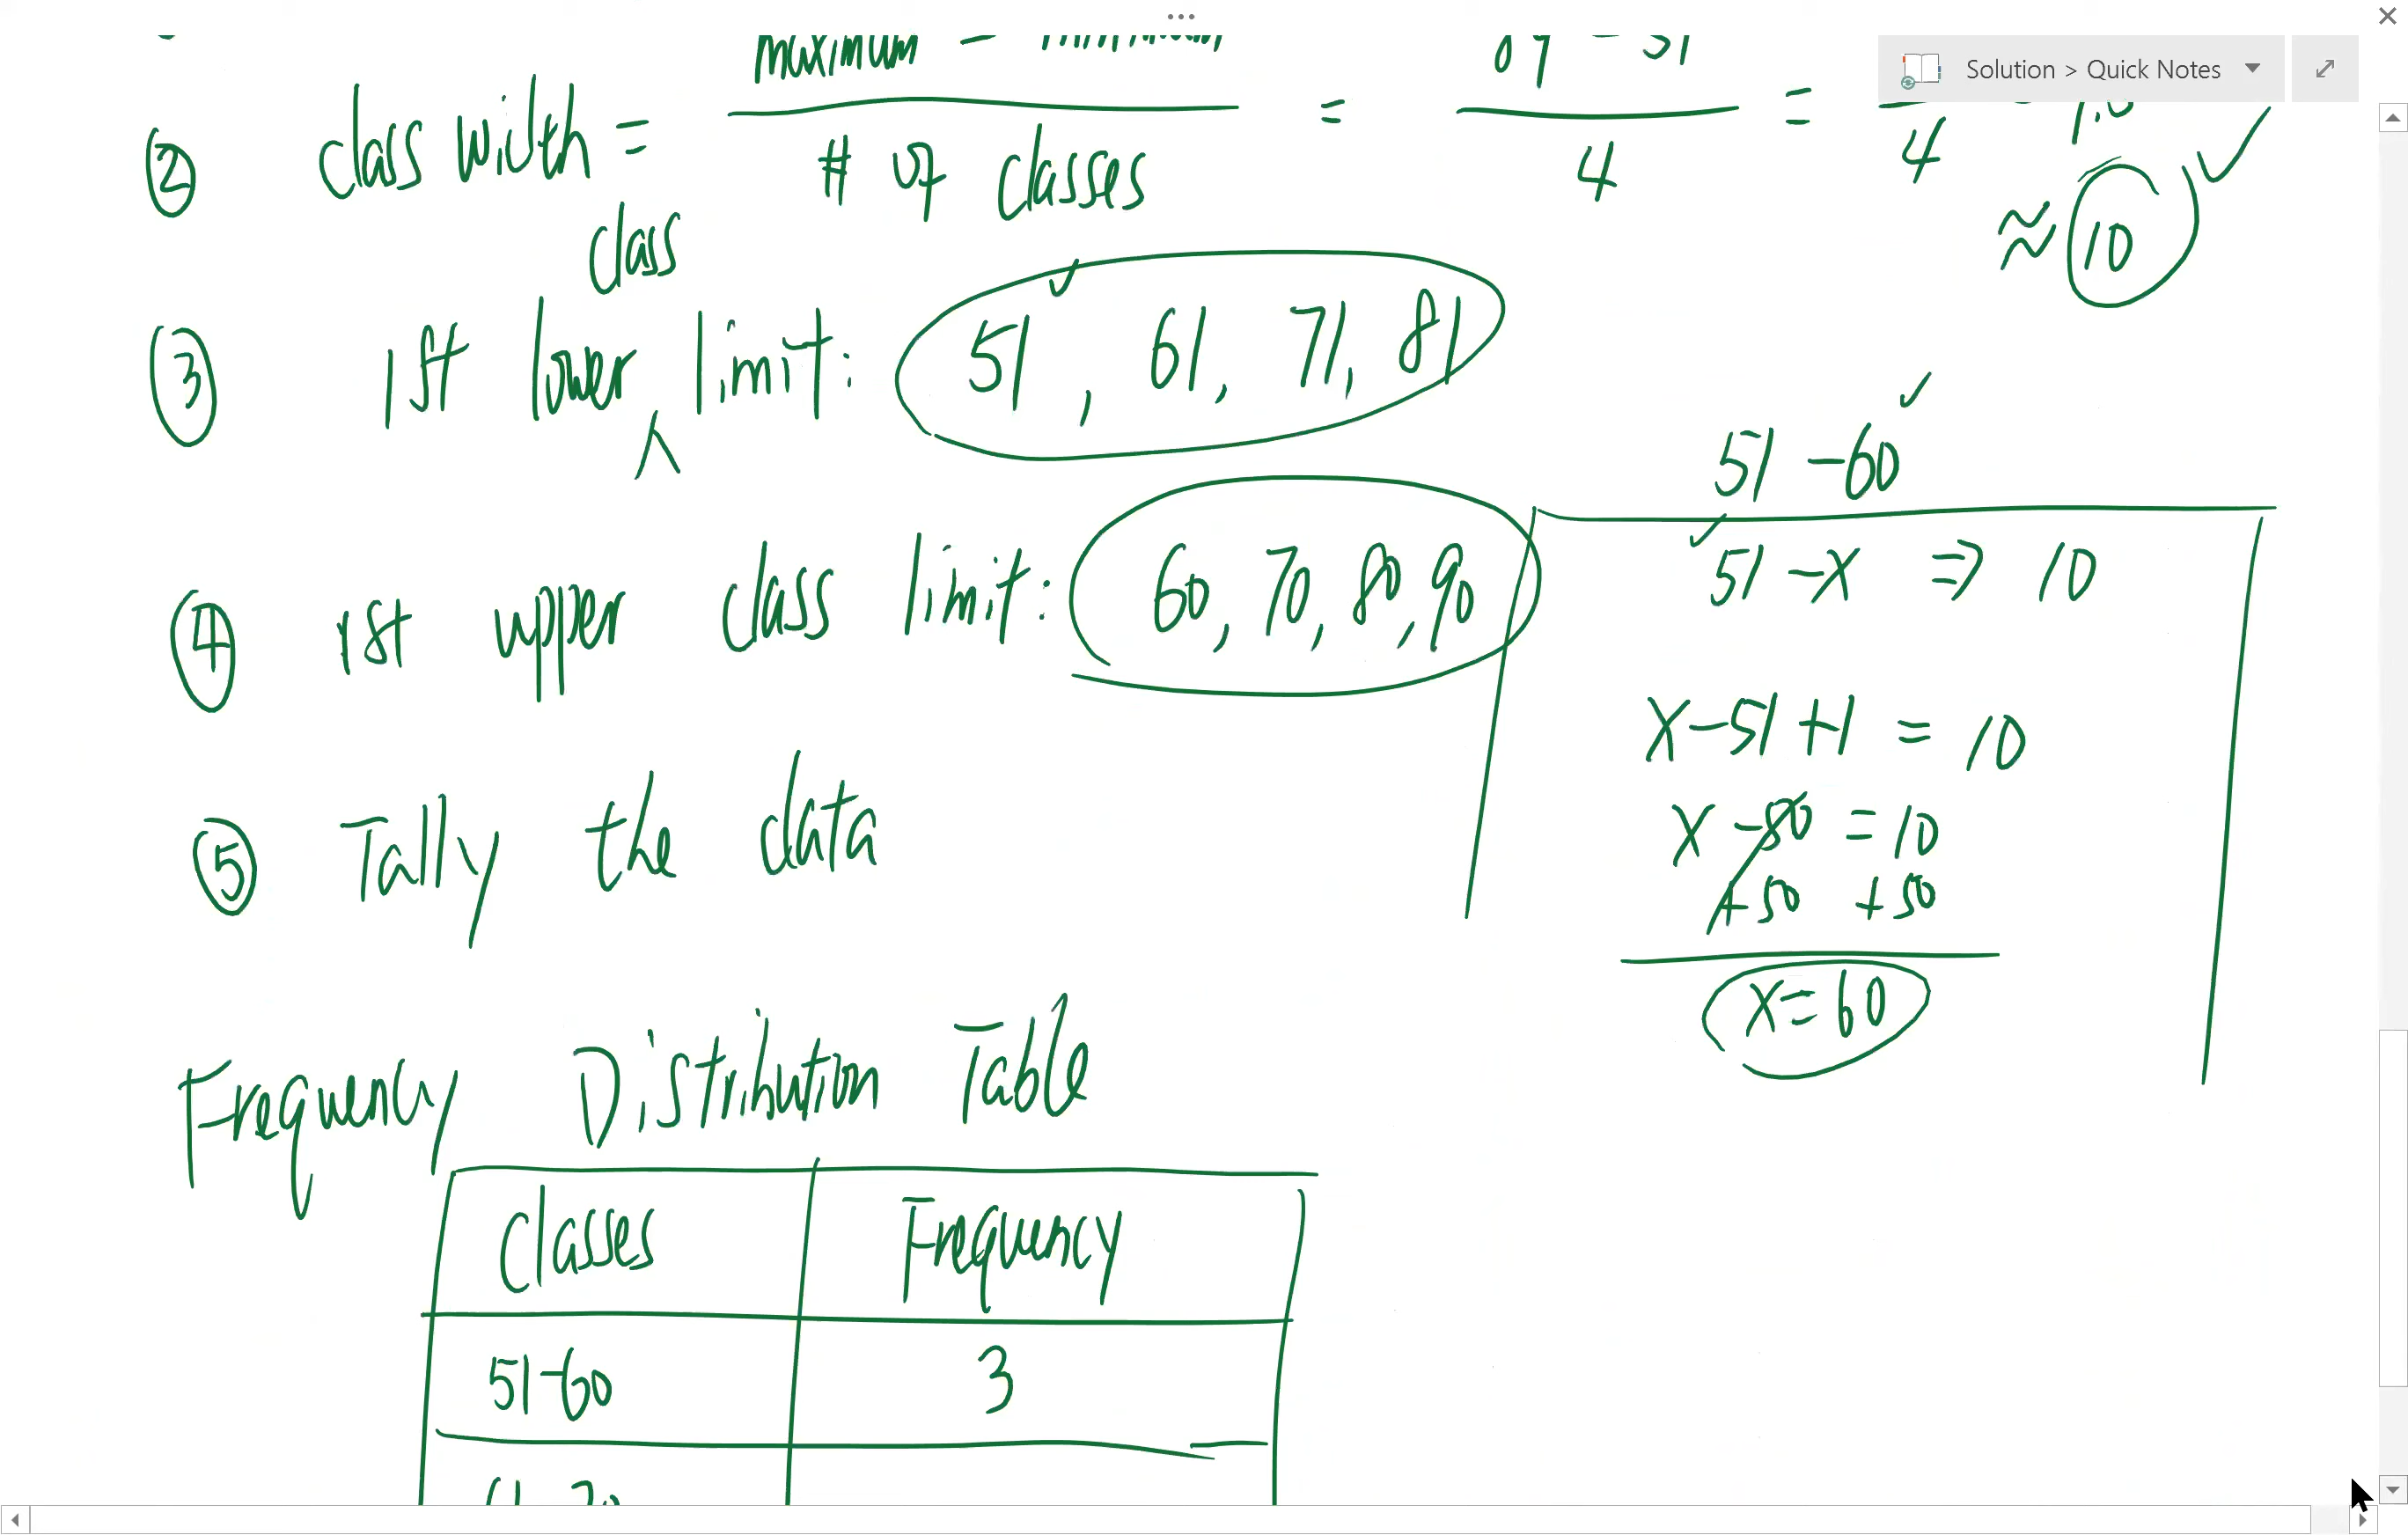 Solution > Quick Notes
② class with = maximum - / # of classes = / 4 = / 4 ≈ 10
class
③ 1st lower limit: 51, 61, 71, 81
51 - 60
④ 1st upper class limit: 60, 70, 80, 90
51 - x ⇒ 10
x - 51 + 1 = 10
⑤ Tally the data
x - 50 = 10
+50 +50
x = 60
Frequency Distribution Table
Classes Frequency
51-60 3